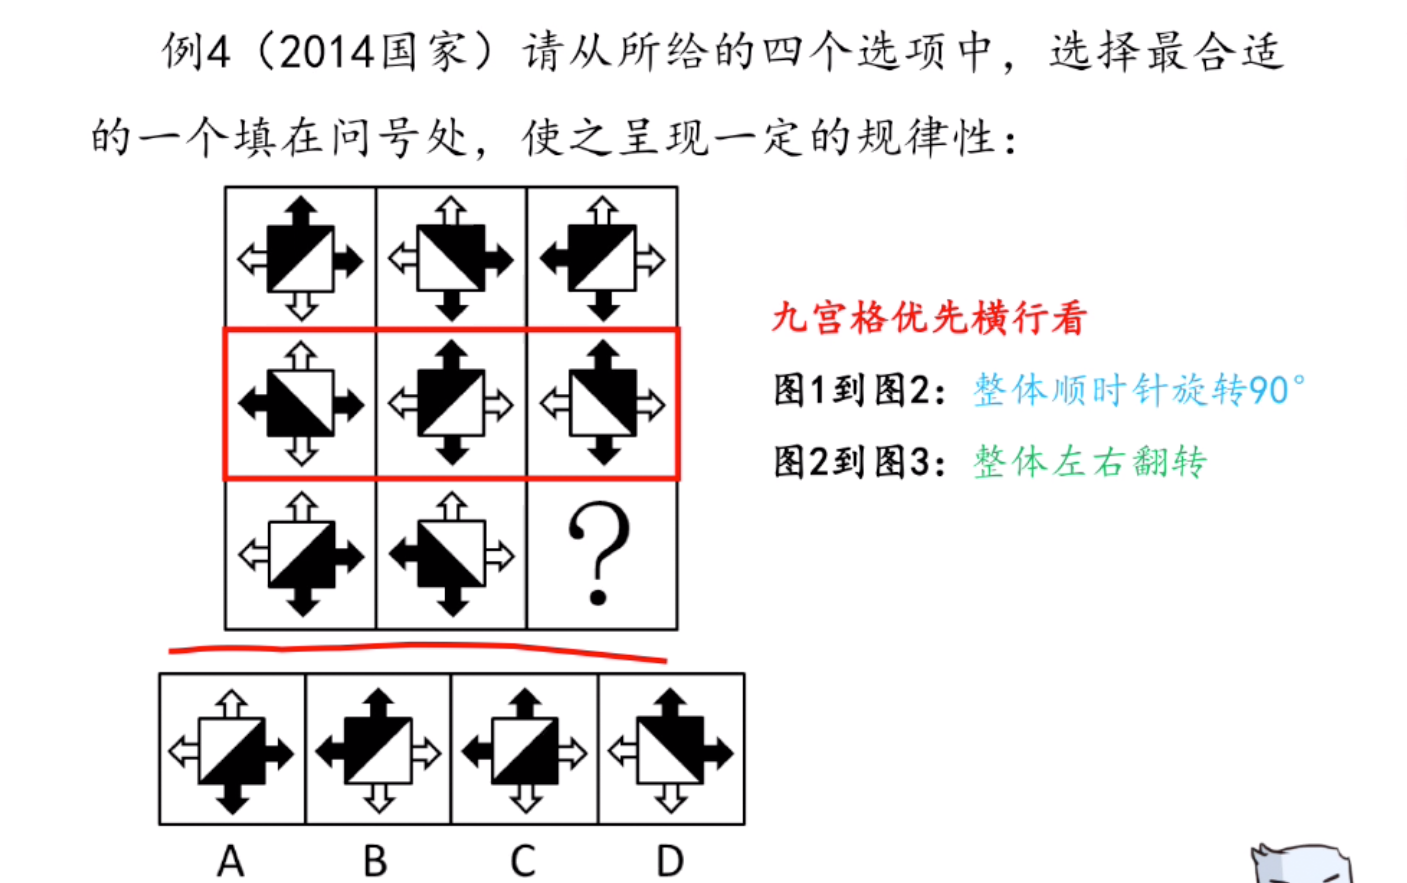 例4（2014国家）请从所给的四个选项中，选择最合适
的一个填在问号处，使之呈现一定的规律性：
九宫格优先横行看
图1到图2：整体顺时针旋转90°
图2到图3：整体左右翻转
?
A B C D